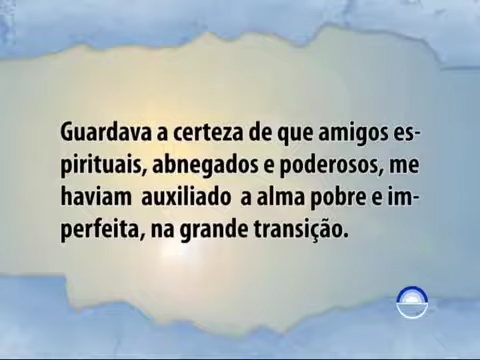 Guardava a certeza de que amigos es-
pirituais, abnegados e poderosos, me
haviam auxiliado a alma pobre e im-
perfeita, na grande transição.